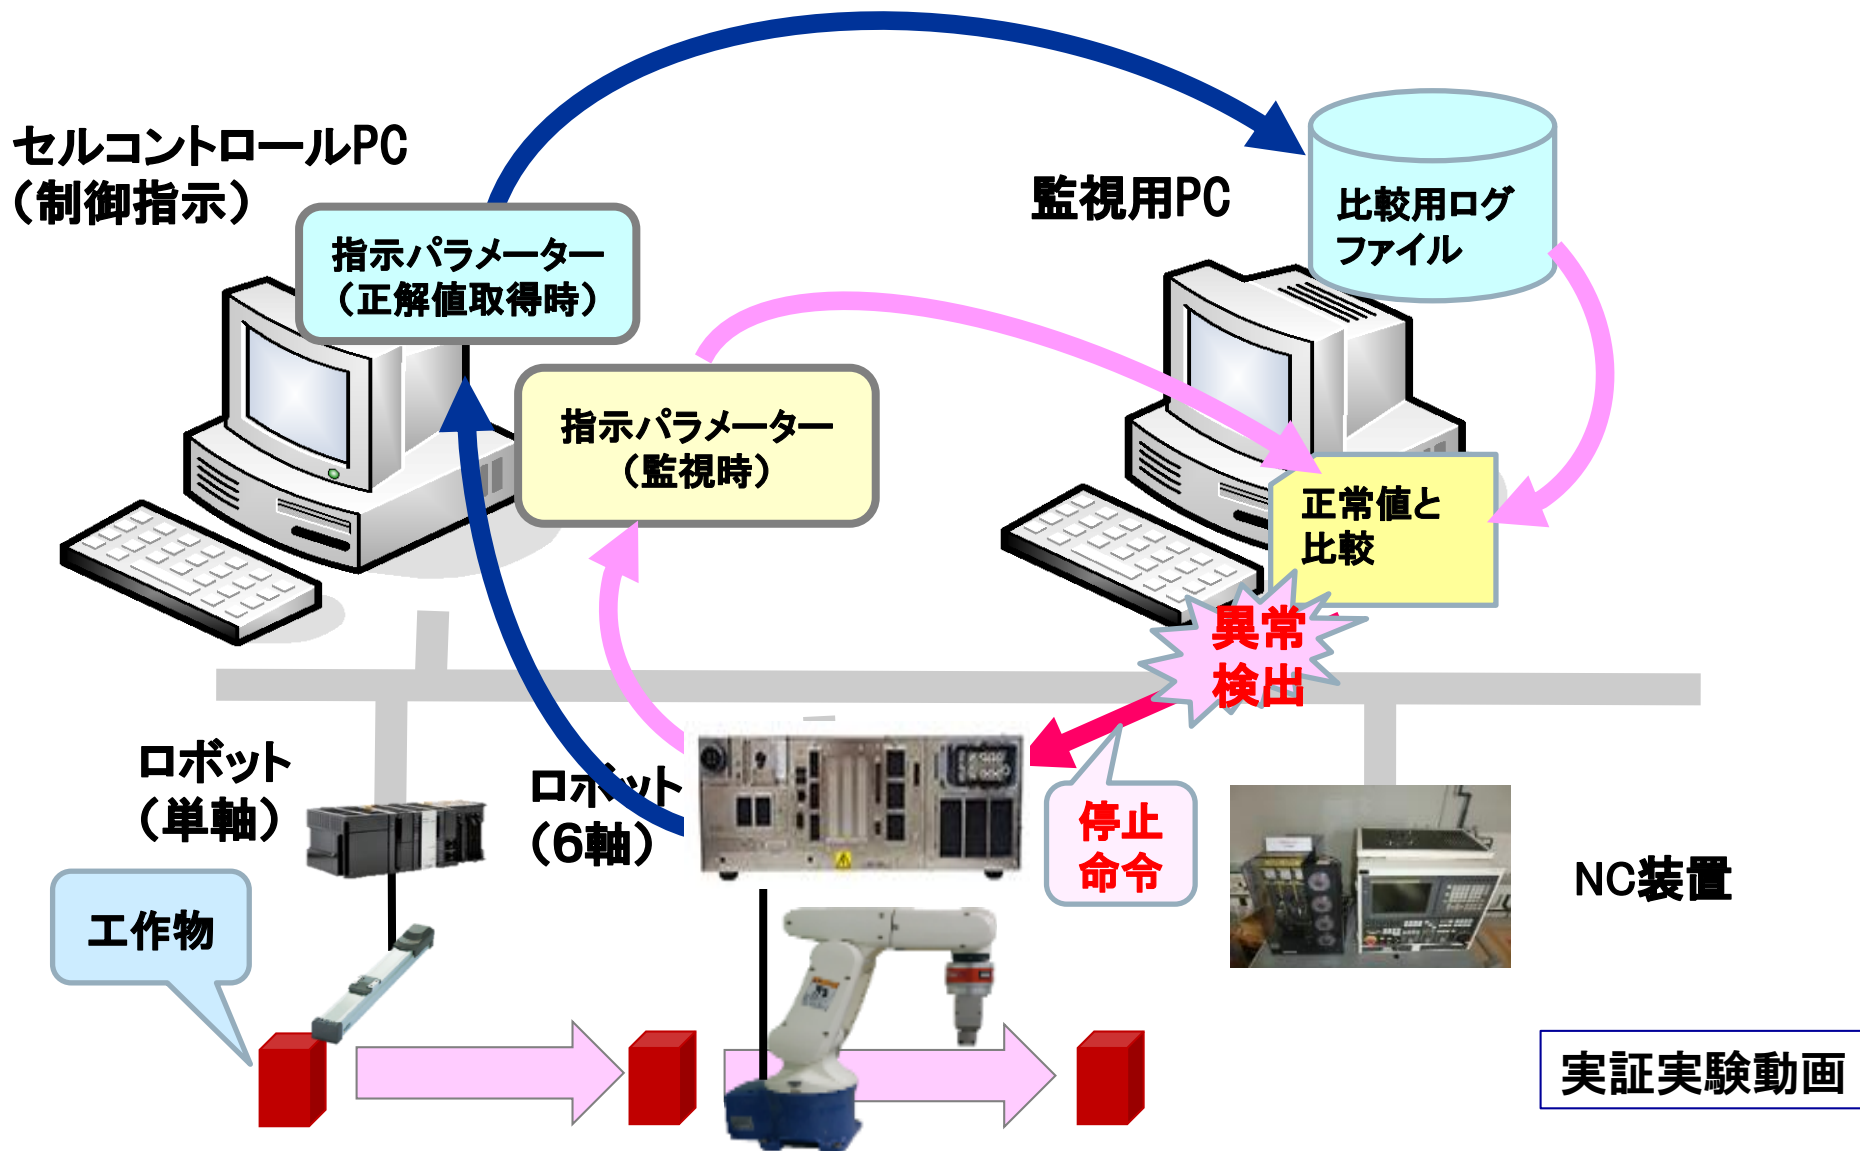 セルコントロールPC
（制御指示）
指示パラメーター
（正解値取得時）
監視用PC
比較用ログ
ファイル
指示パラメーター
（監視時）
正常値と
比較
異常
検出
ロボット
（単軸）
ロボット
（6軸）
停止
命令
NC装置
工作物
実証実験動画